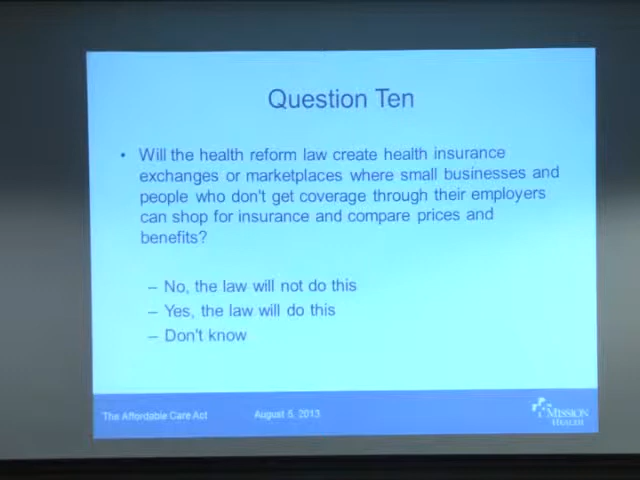 Question Ten
• Will the health reform law create health insurance
exchanges or marketplaces where small businesses and
people who don't get coverage through their employers
can shop for insurance and compare prices and
benefits?
– No, the law will not do this
– Yes, the law will do this
– Don't know
The Affordable Care Act August 5, 2013 MISSION
HEALTH